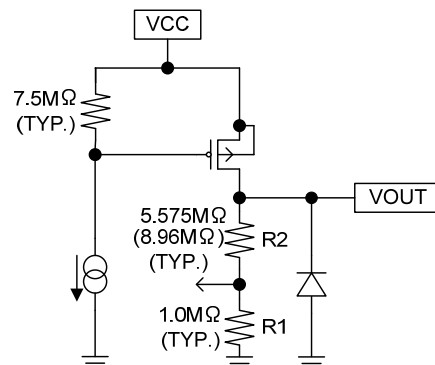 VCC
7.5MΩ
(TYP.)
VOUT
5.575MΩ
(8.96MΩ)
(TYP.)
R2
1.0MΩ
(TYP.)
R1